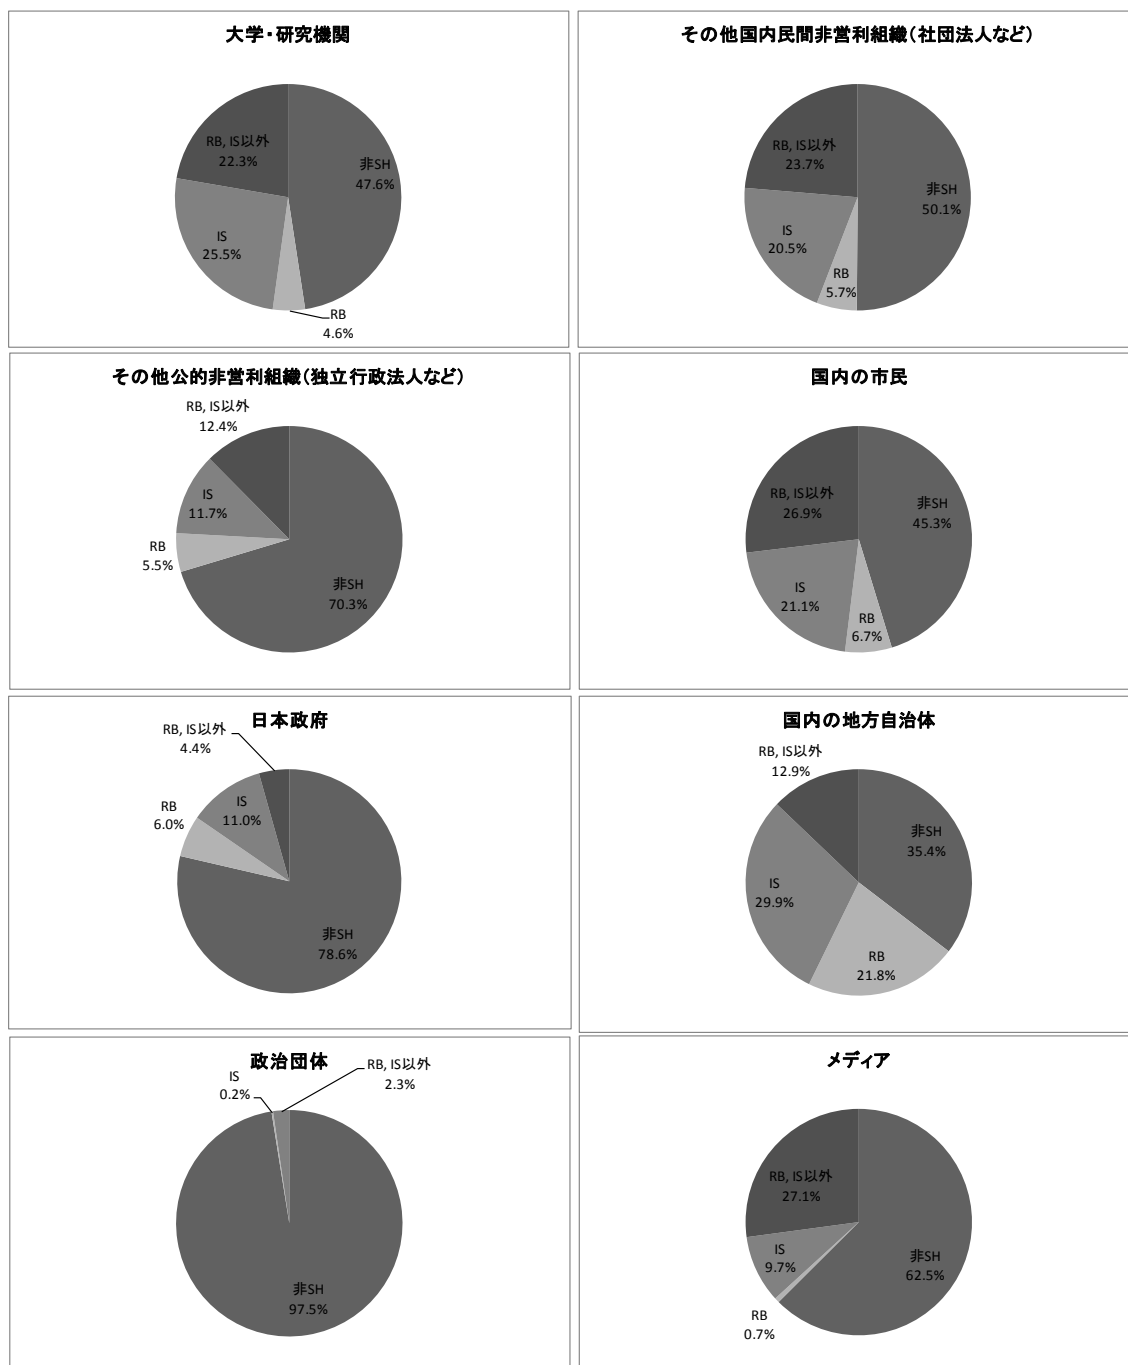 大学・研究機関
RB, IS以外
22.3%
非SH
47.6%
IS
25.5%
RB
4.6%
その他国内民間非営利組織（社団法人など）
RB, IS以外
23.7%
非SH
50.1%
IS
20.5%
RB
5.7%
その他公的非営利組織（独立行政法人など）
RB, IS以外
12.4%
IS
11.7%
RB
5.5%
非SH
70.3%
国内の市民
RB, IS以外
26.9%
非SH
45.3%
IS
21.1%
RB
6.7%
日本政府
RB, IS以外
4.4%
RB
6.0%
IS
11.0%
非SH
78.6%
国内の地方自治体
RB, IS以外
12.9%
非SH
35.4%
IS
29.9%
RB
21.8%
政治団体
IS
0.2%
RB, IS以外
2.3%
非SH
97.5%
メディア
RB, IS以外
27.1%
IS
9.7%
非SH
62.5%
RB
0.7%